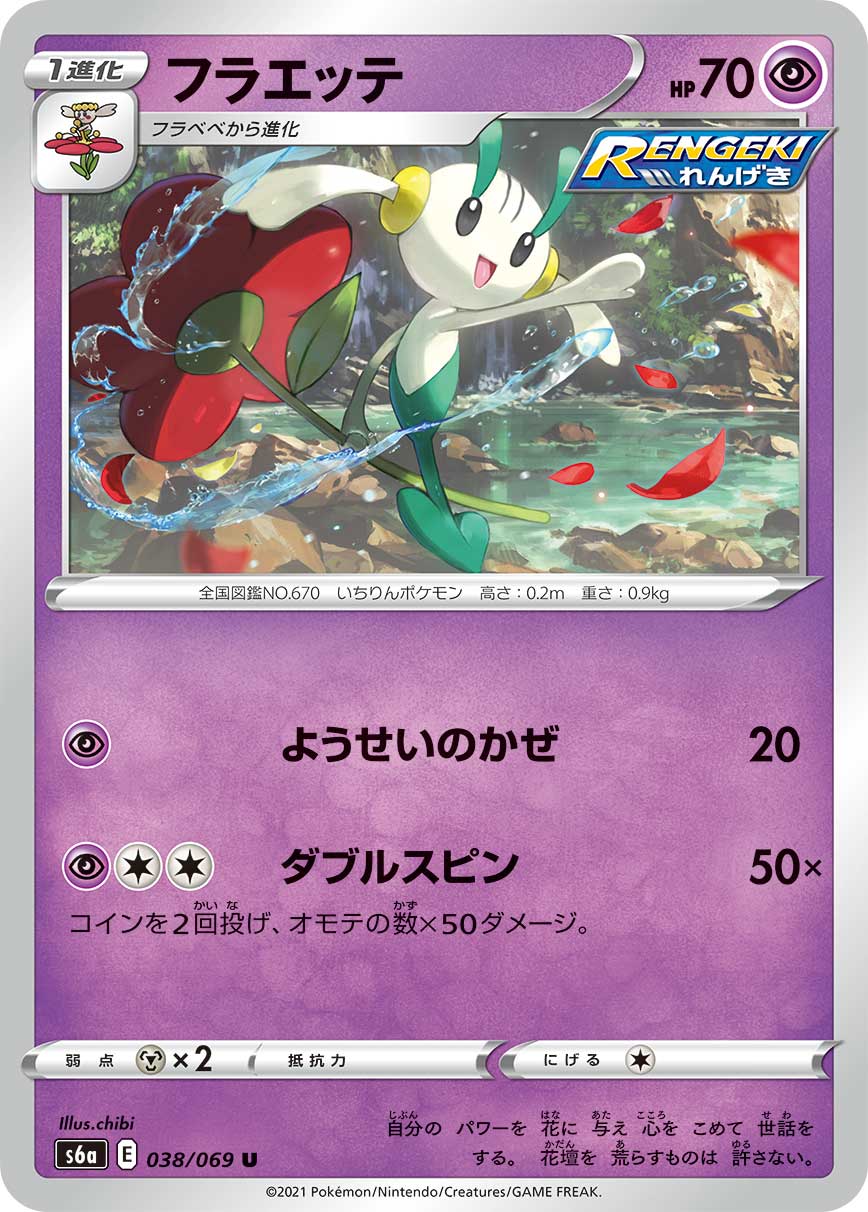 1進化
フラエッテ
HP70
フラベベから進化
RENGEKI
れんげき
全国図鑑NO.670 いちりんポケモン 高さ:0.2m 重さ:0.9kg
ようせいのかぜ 20
ダブルスピン 50×
コインを2回投げ、オモテの数×50ダメージ。
弱点 ×2 抵抗力 にげる
Illus.chibi
自分の パワーを 花に 与え 心を こめて 世話を
する。 花壇を 荒らすものは 許さない。
s6a E 038/069 U
©2021 Pokémon/Nintendo/Creatures/GAME FREAK.